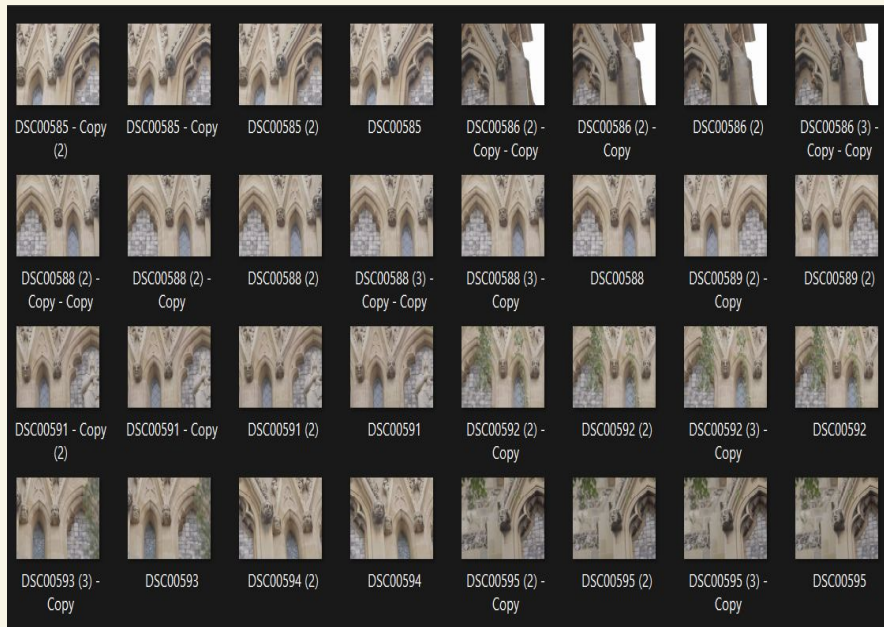 DSC00585 - Copy (2)
DSC00585 - Copy
DSC00585 (2)
DSC00585
DSC00586 (2) - Copy - Copy
DSC00586 (2) - Copy
DSC00586 (2)
DSC00586 (3) - Copy - Copy
DSC00588 (2) - Copy - Copy
DSC00588 (2) - Copy
DSC00588 (2)
DSC00588 (3) - Copy - Copy
DSC00588 (3) - Copy
DSC00588
DSC00589 (2) - Copy
DSC00589 (2)
DSC00591 - Copy (2)
DSC00591 - Copy
DSC00591 (2)
DSC00591
DSC00592 (2) - Copy
DSC00592 (2)
DSC00592 (3) - Copy
DSC00592
DSC00593 (3) - Copy
DSC00593
DSC00594 (2)
DSC00594
DSC00595 (2) - Copy
DSC00595 (2)
DSC00595 (3) - Copy
DSC00595